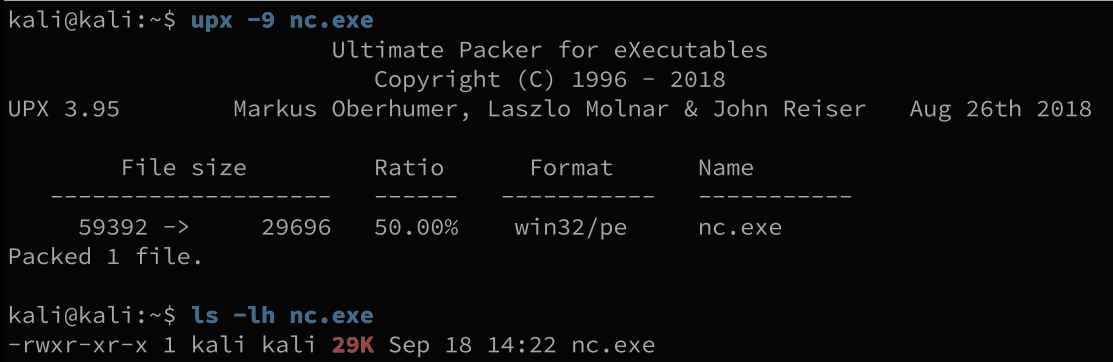 kali@kali:~$ upx -9 nc.exe
Ultimate Packer for eXecutables
Copyright (C) 1996 - 2018
UPX 3.95 Markus Oberhumer, Laszlo Molnar & John Reiser Aug 26th 2018
File size Ratio Format Name
-------------------- ------ ----------- -----------
59392 -> 29696 50.00% win32/pe nc.exe
Packed 1 file.
kali@kali:~$ ls -lh nc.exe
-rwxr-xr-x 1 kali kali 29K Sep 18 14:22 nc.exe